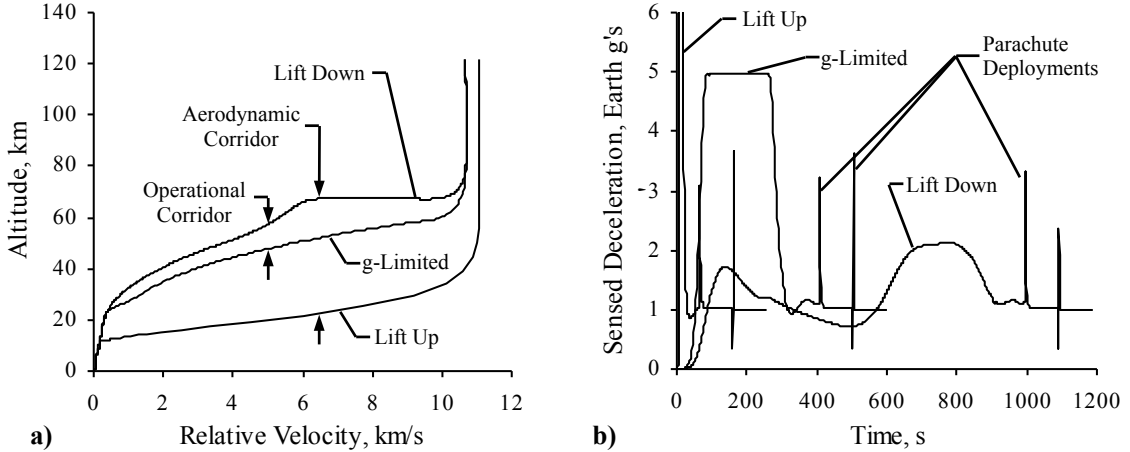 140
120
100
80
60
40
20
0
Altitude, km
Lift Down
Aerodynamic
Corridor
Operational
Corridor
g-Limited
Lift Up
0 2 4 6 8 10 12
a) Relative Velocity, km/s
6
5
4
-3
2
1
0
Sensed Deceleration, Earth g's
Lift Up
g-Limited
Parachute
Deployments
Lift Down
0 200 400 600 800 1000 1200
b) Time, s